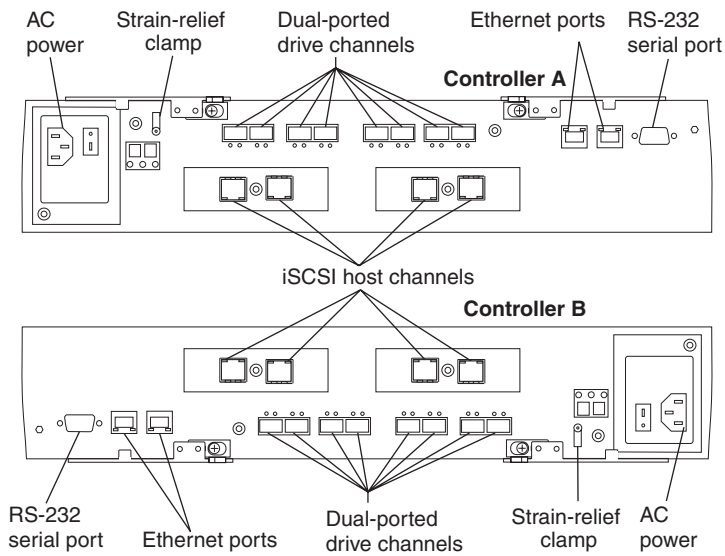 AC
power
Strain-relief
clamp
Dual-ported
drive channels
Ethernet ports
RS-232
serial port
Controller A
iSCSI host channels
Controller B
RS-232
serial port
Ethernet ports
Dual-ported
drive channels
Strain-relief
clamp
AC
power